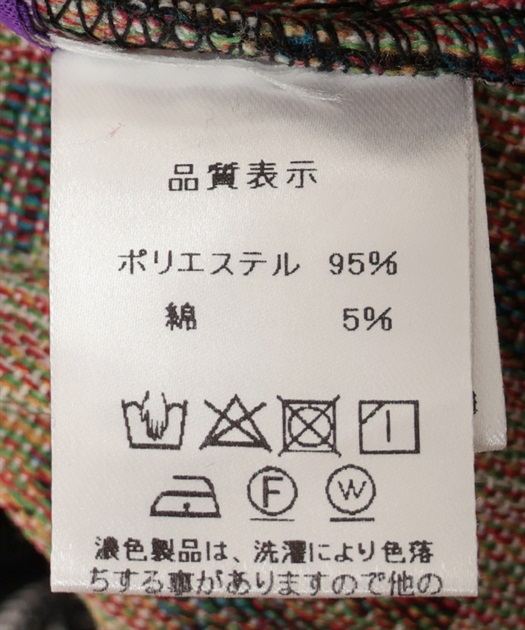 品質表示
ポリエステル 95%
綿 5%
F W
濃色製品は、洗濯により色落
ちする事がありますので他の